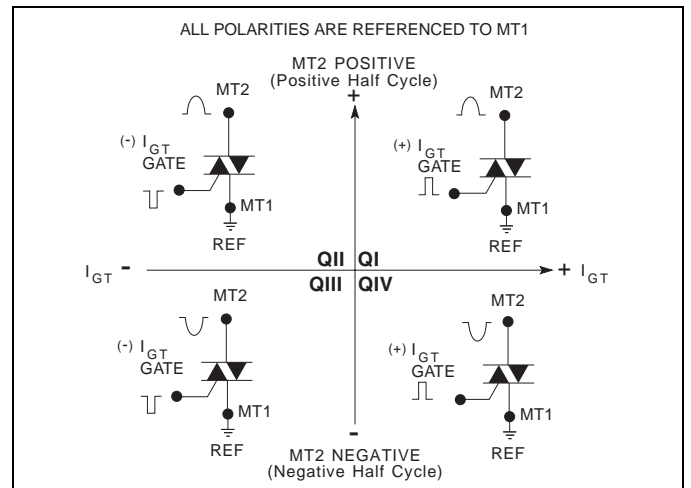 ALL POLARITIES ARE REFERENCED TO MT1
MT2 POSITIVE
(Positive Half Cycle)
+
MT2
(-) IGT
GATE
MT1
REF
MT2
(+) IGT
GATE
MT1
REF
IGT -
QII QI
QIII QIV
+ IGT
MT2
(-) IGT
GATE
MT1
REF
MT2
(+) IGT
GATE
MT1
REF
-
MT2 NEGATIVE
(Negative Half Cycle)